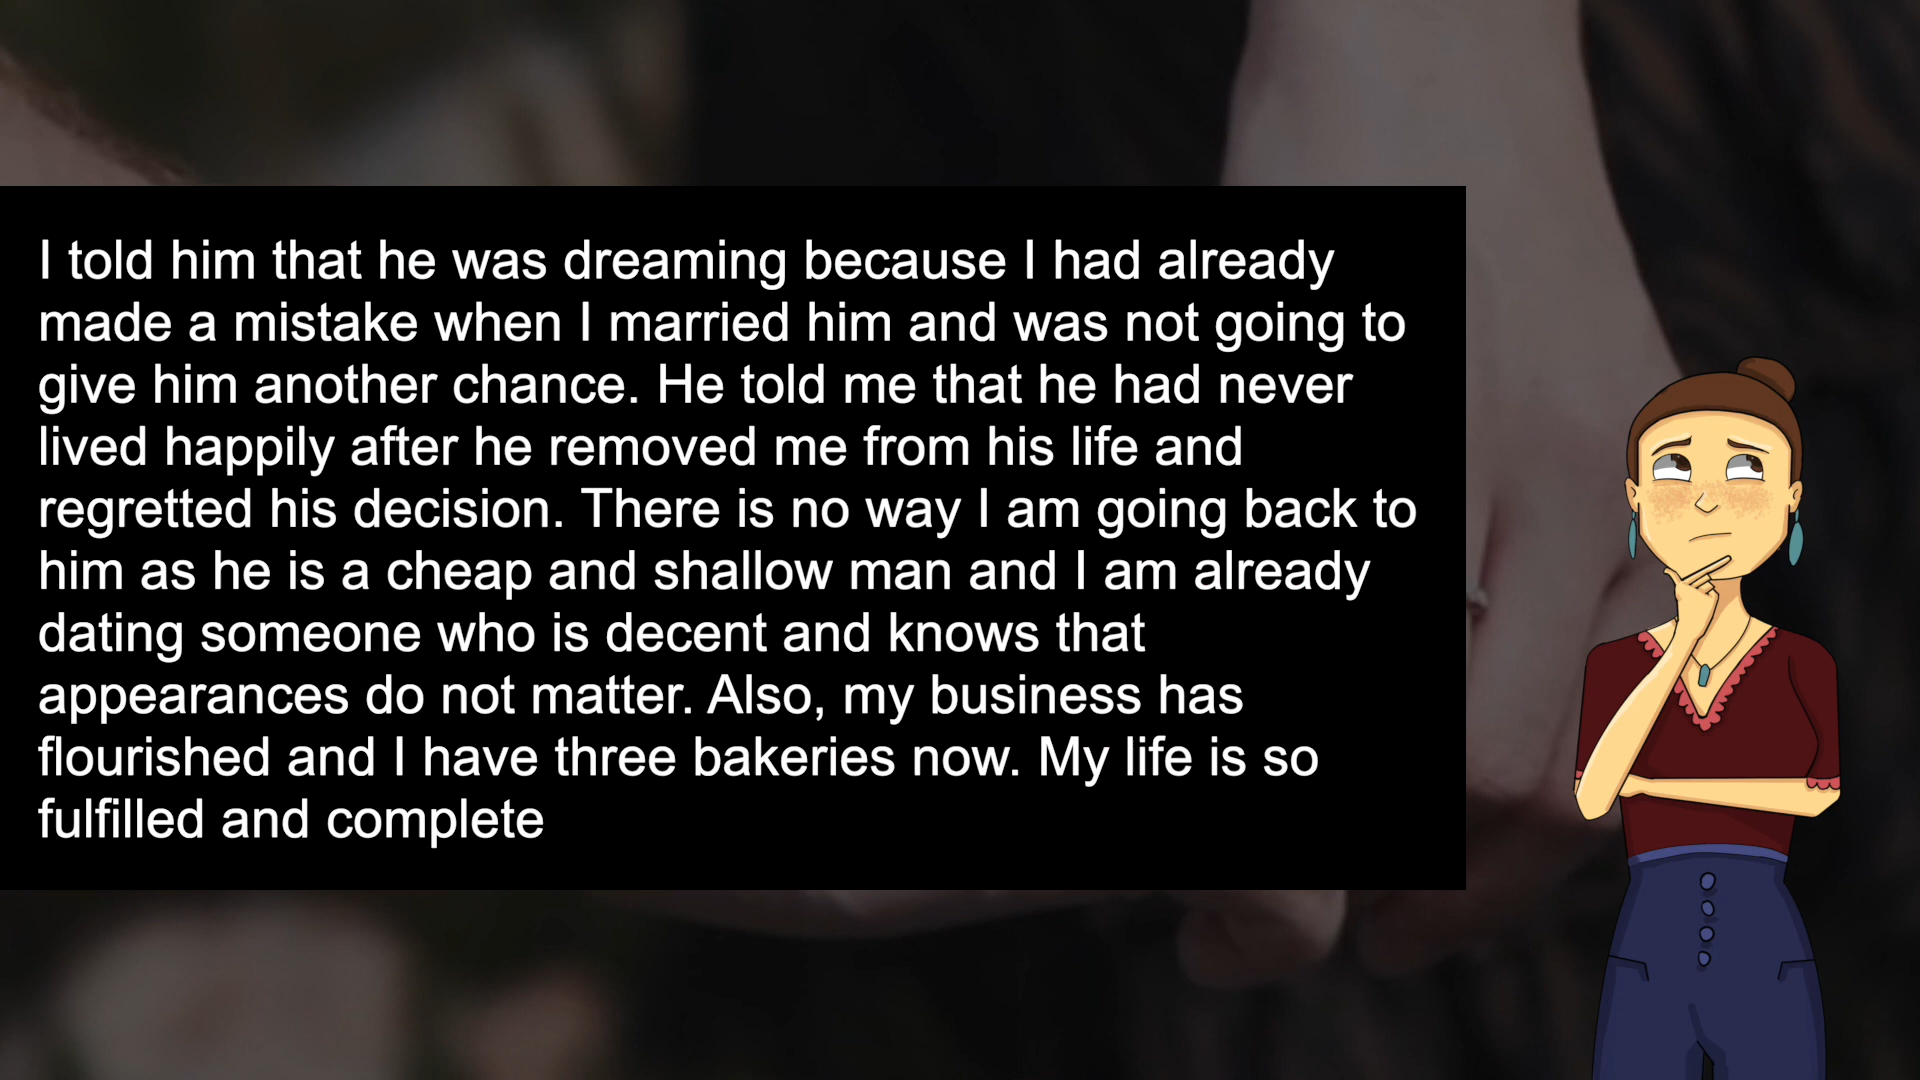 I told him that he was dreaming because I had already
made a mistake when I married him and was not going to
give him another chance. He told me that he had never
lived happily after he removed me from his life and
regretted his decision. There is no way I am going back to
him as he is a cheap and shallow man and I am already
dating someone who is decent and knows that
appearances do not matter. Also, my business has
flourished and I have three bakeries now. My life is so
fulfilled and complete